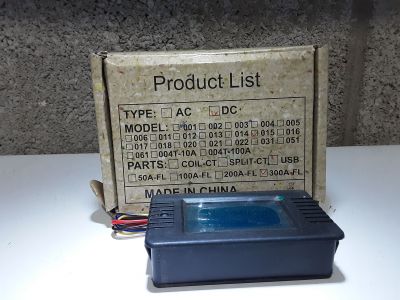 Product List
TYPE: AC DC
MODEL: 001 002 003 004 005
006 011 012 013 014 015 016
017 018 020 021 022 031 051
061 004T-10A 004T-100A
PARTS: COIL-CT SPLIT-CT USB
50A-FL 100A-FL 200A-FL 300A-FL
MADE IN CHINA